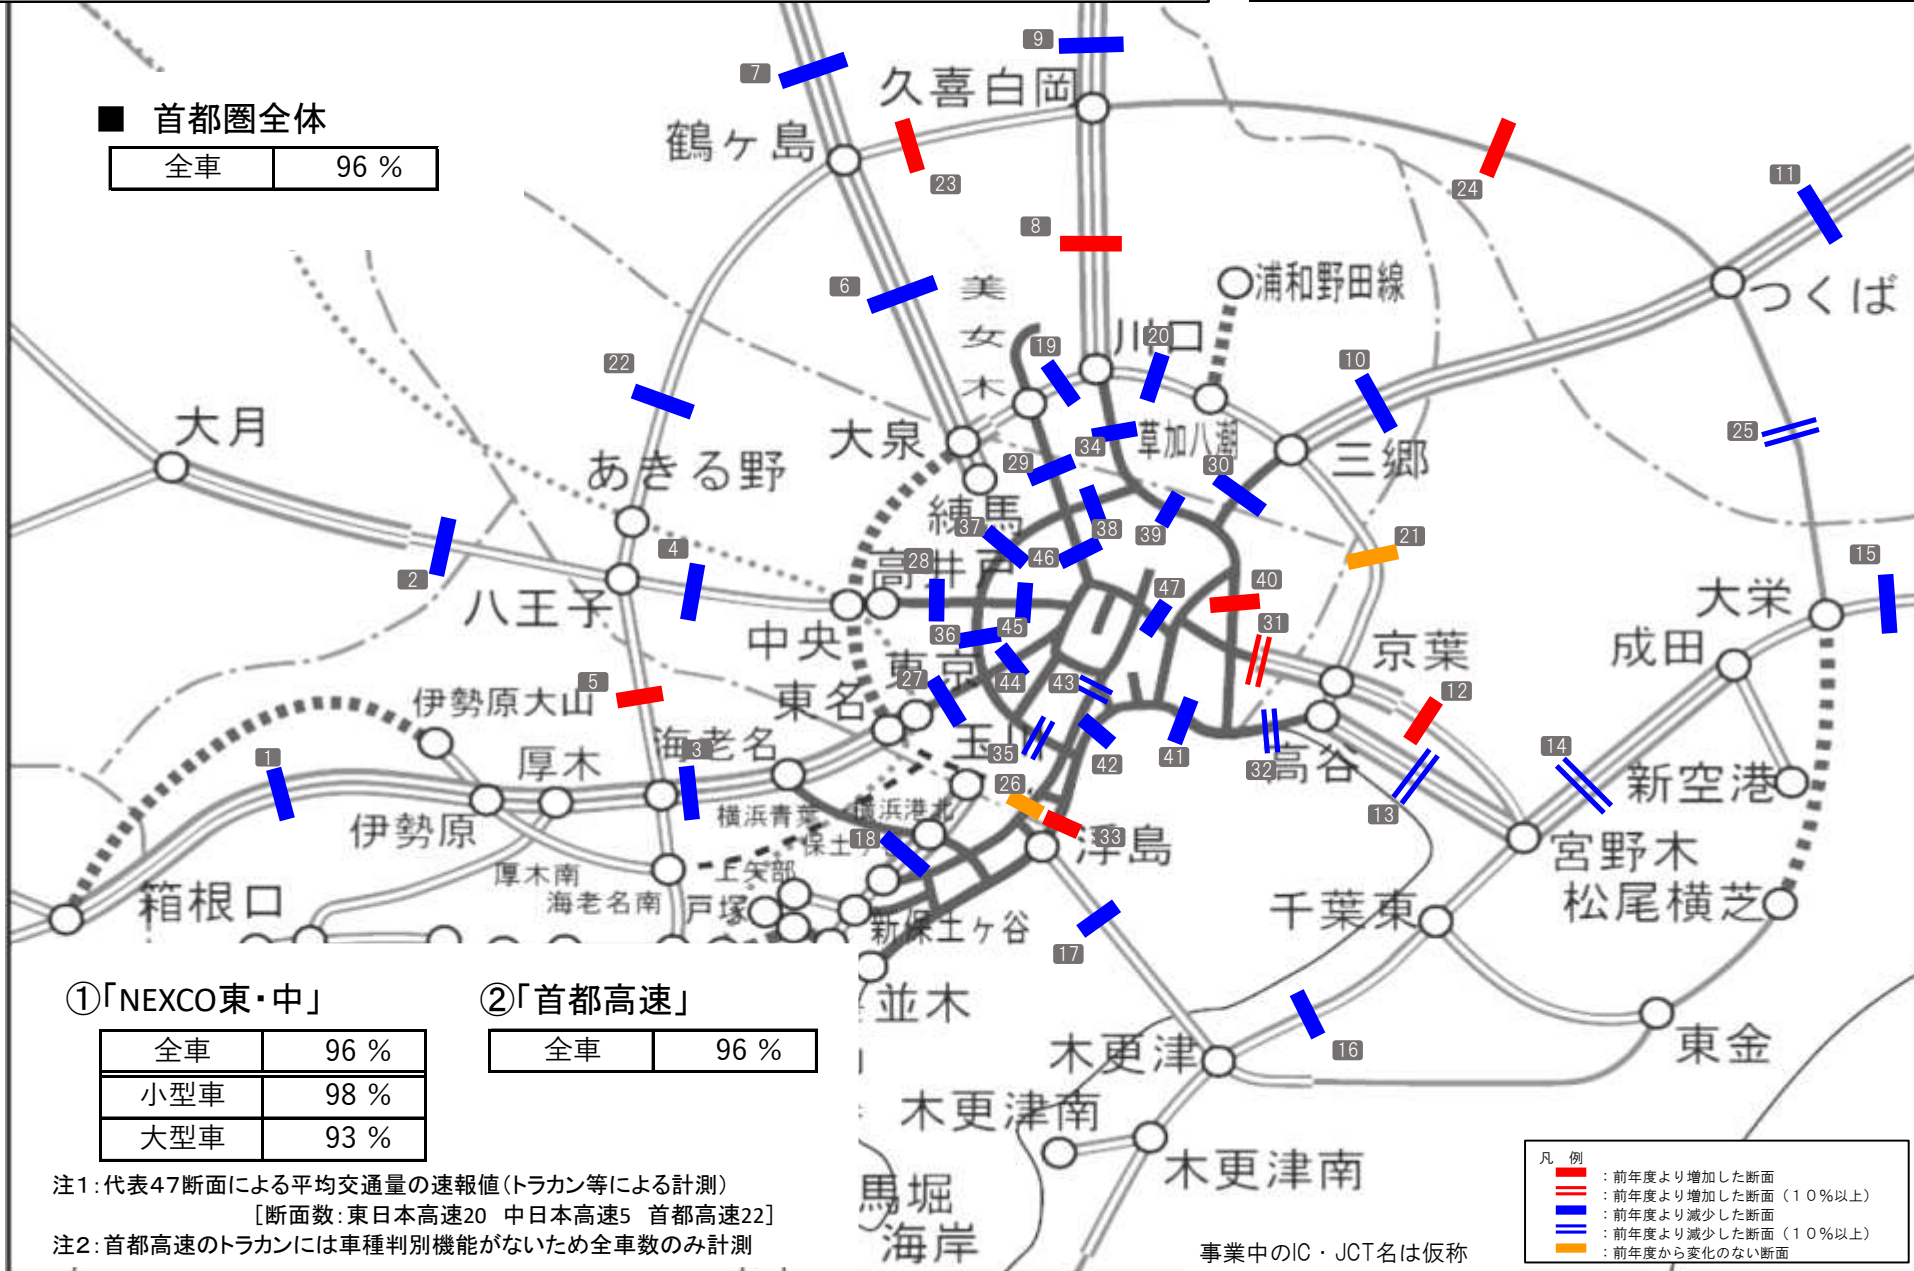 9
久喜白岡
7
■ 首都圏全体
鶴ヶ島
全車 96 %
23
24
11
8
6
美女木
浦和野田線
つくば
川口
19
20
22
10
大月
大泉
34
草加八潮
三郷
25
あきる野
29
30
練馬
37
38
39
21
2
4
28
高井戸
46
47
40
15
八王子
大栄
中央
36
45
31
京葉
成田
東京
5
伊勢原大山
27
44
43
12
東名
1
厚木
海老名
3
玉川
35
42
41
32
高谷
14
新空港
横浜青葉
横浜港北
26
13
伊勢原
18
保土ヶ谷
33
浮島
宮野木
厚木南
上矢部
箱根口
海老名南
戸塚
新保土ヶ谷
17
千葉東
松尾横芝
①「NEXCO東・中」
②「首都高速」
並木
全車 96 %
全車 96 %
16
木更津
東金
小型車 98 %
大型車 93 %
木更津南
木更津南
注1:代表47断面による平均交通量の速報値(トラカン等による計測)
[断面数:東日本高速20 中日本高速5 首都高速22]
注2:首都高速のトラカンには車種判別機能がないため全車数のみ計測
馬堀
海岸
事業中のIC・JCT名は仮称
凡 例
:前年度より増加した断面
:前年度より増加した断面(10%以上)
:前年度より減少した断面
:前年度より減少した断面(10%以上)
:前年度から変化のない断面